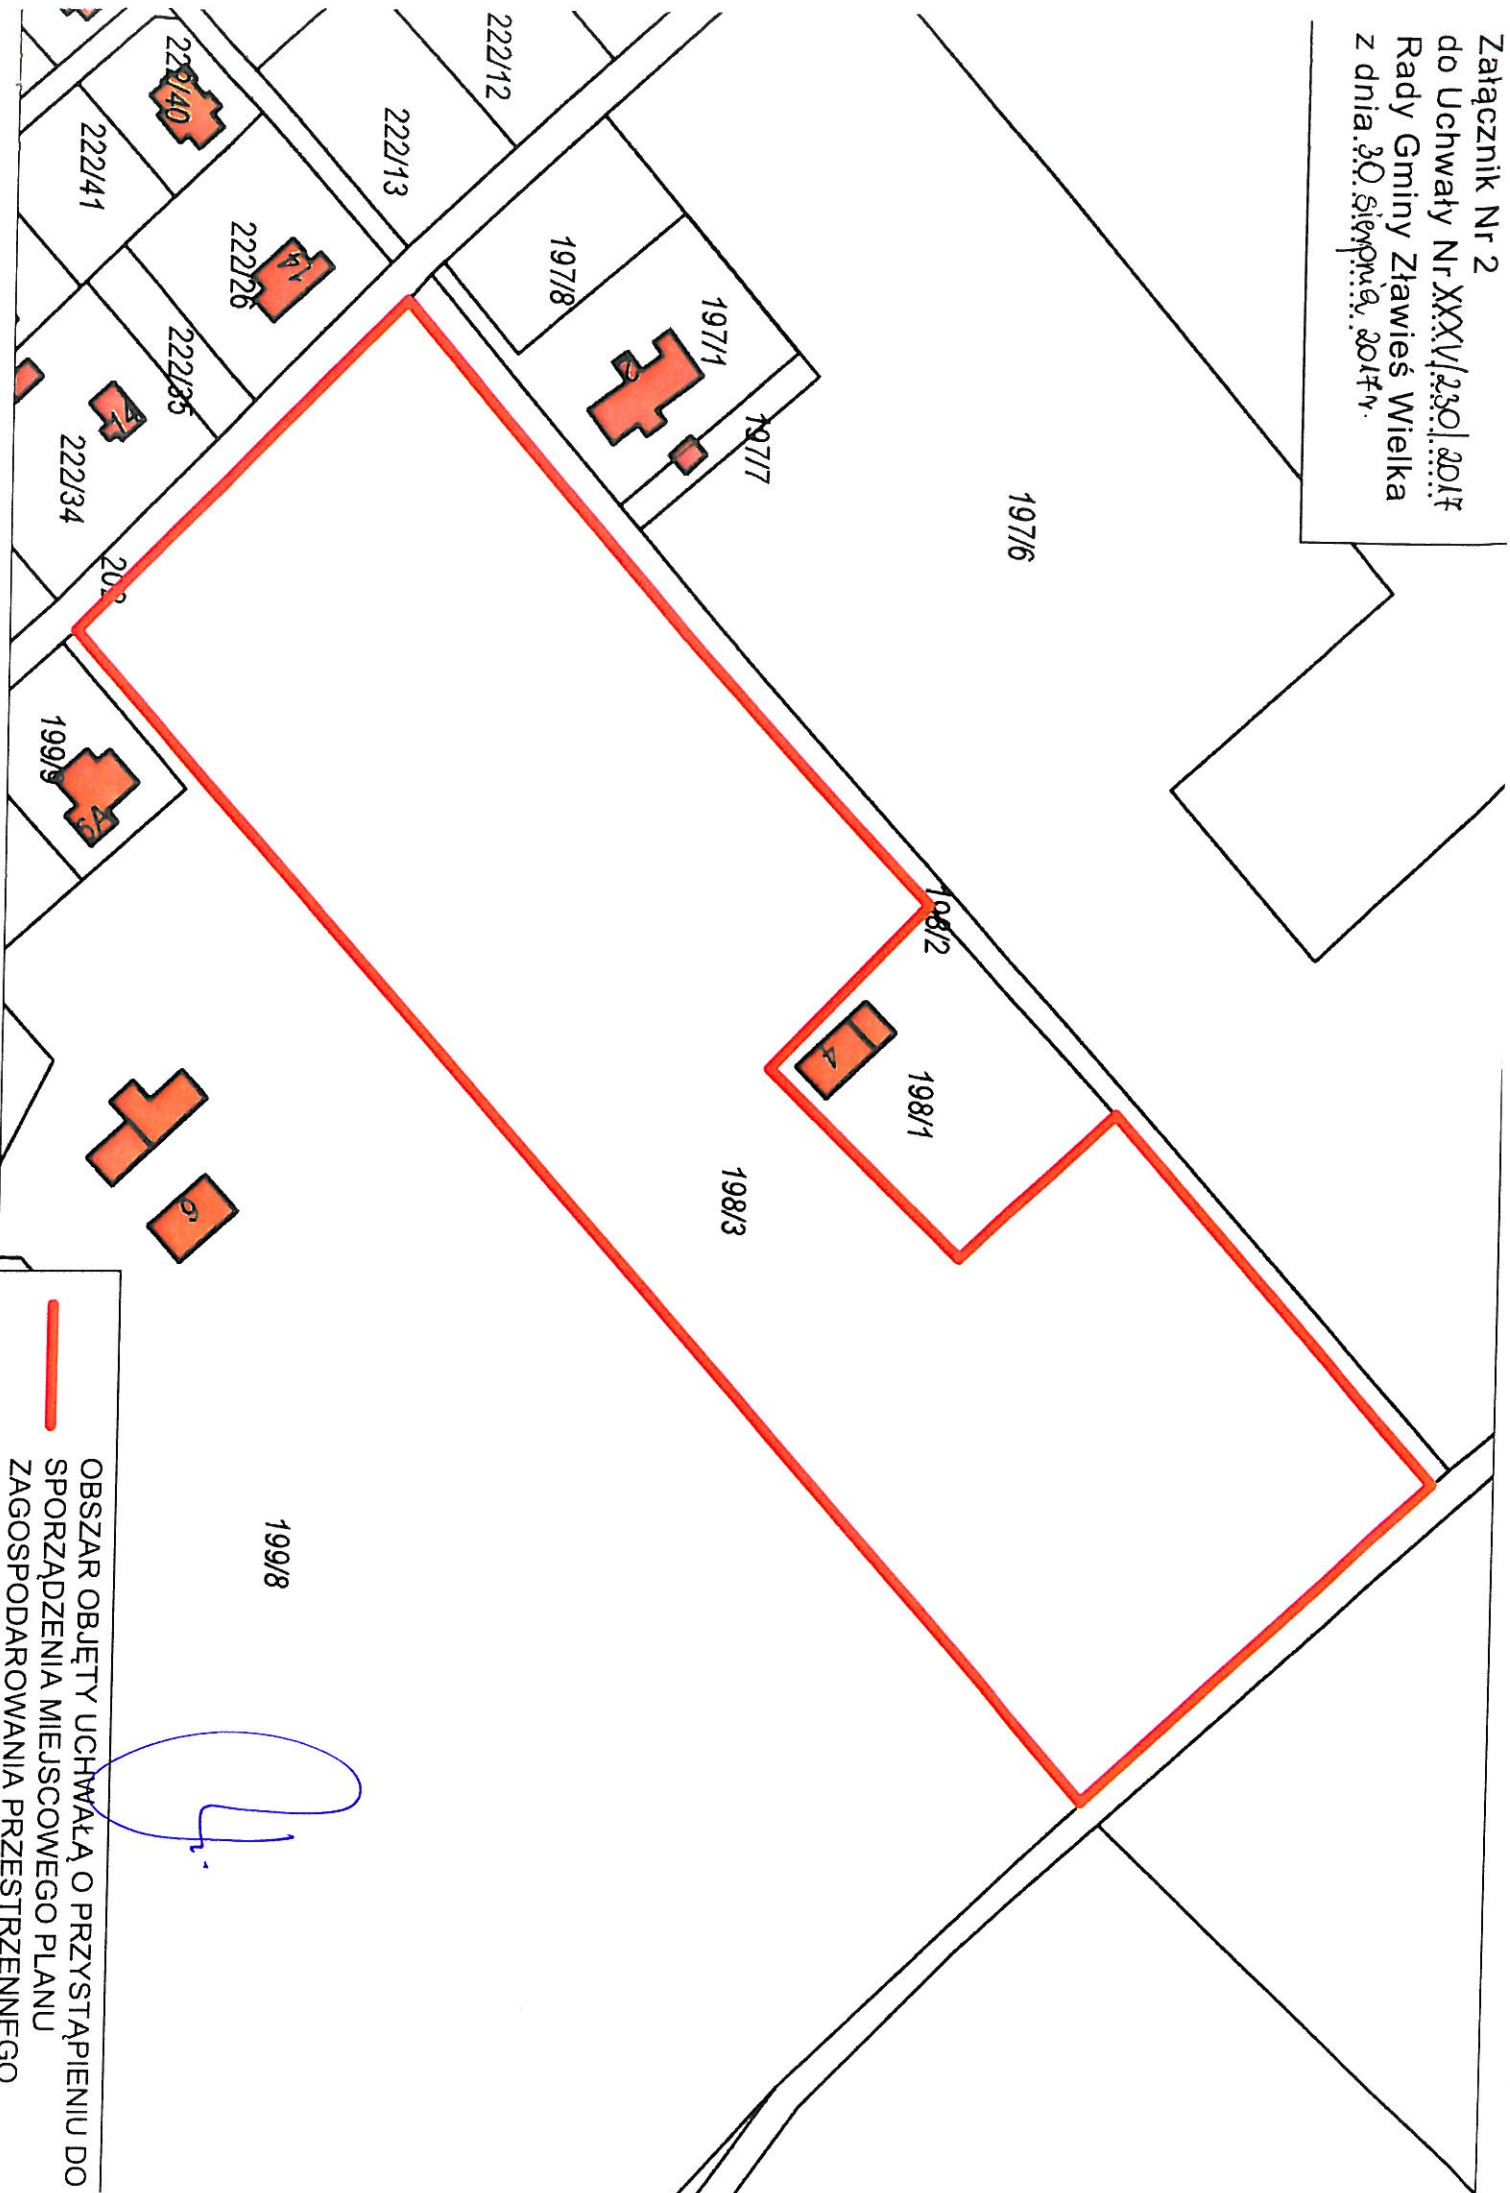 Załącznik Nr 2
do Uchwały Nr XXXV/230/2017
Rady Gminy Zławieś Wielka
z dnia 30 sierpnia 2017r.
222/12
222/13
222/40
222/41
222/26
14
222/35
222/34
202
197/8
197/1
2
197/7
197/6
199/9
6A
198/2
198/1
4
198/3
6
199/8
OBSZAR OBJĘTY UCHWAŁĄ O PRZYSTĄPIENIU DO
SPORZĄDZENIA MIEJSCOWEGO PLANU
ZAGOSPODAROWANIA PRZESTRZENNEGO